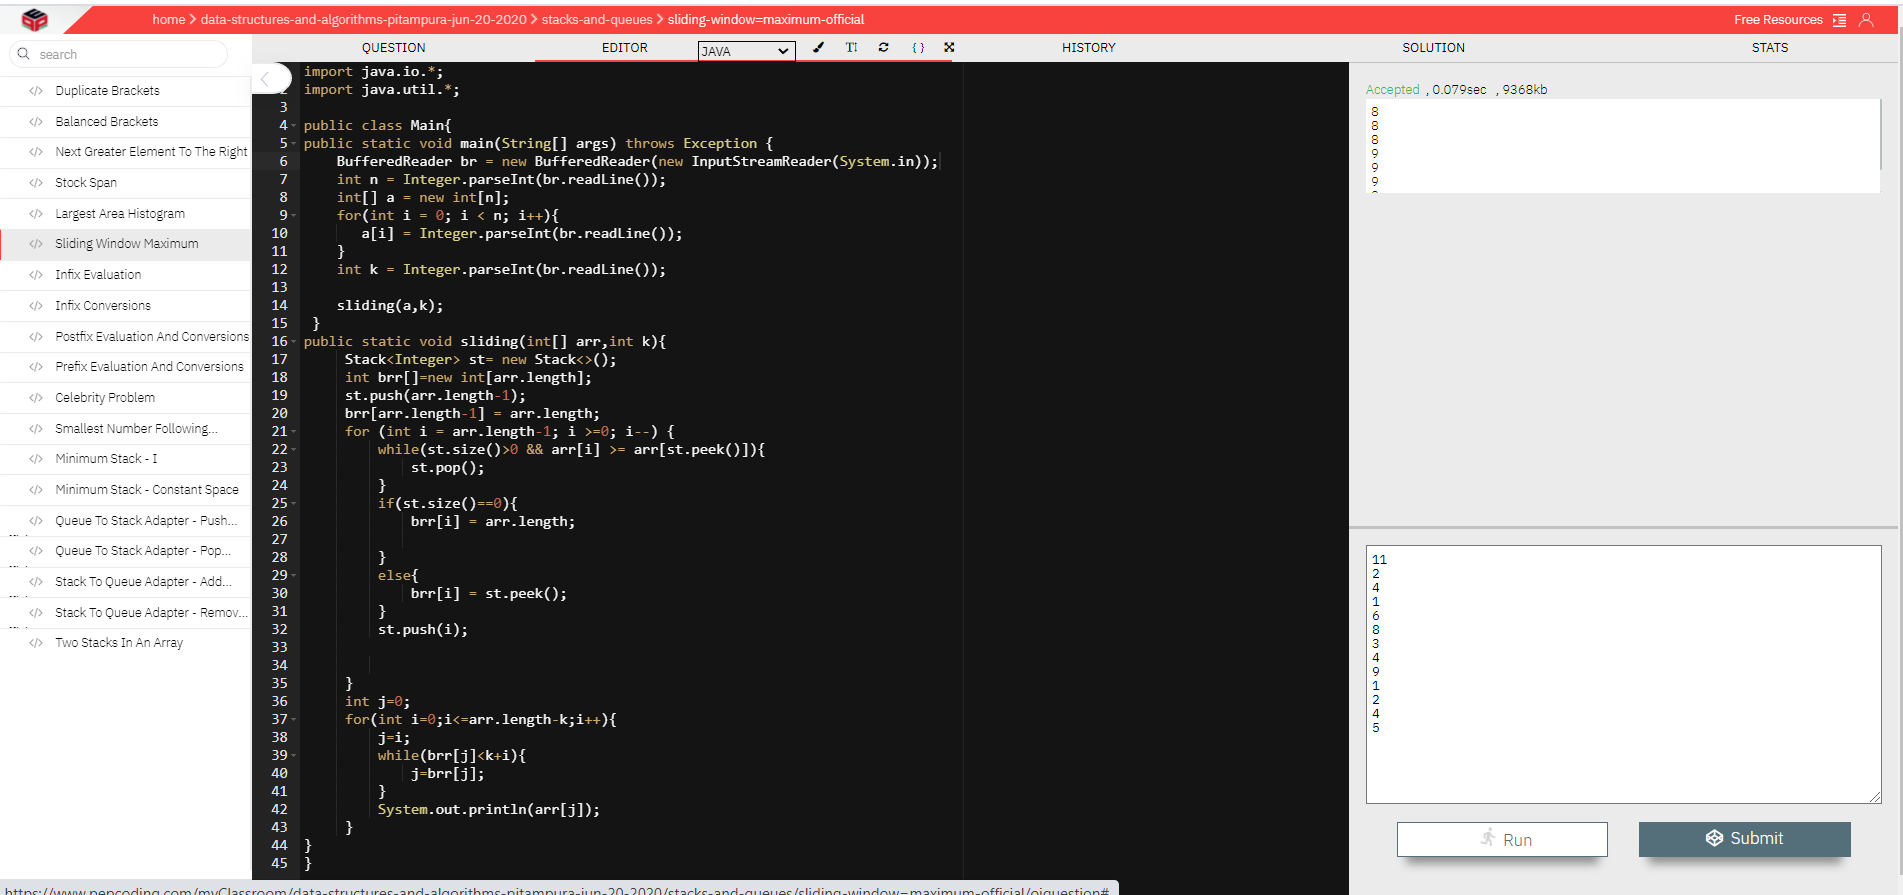 home > data-structures-and-algorithms-pitampura-jun-20-2020 > stacks-and-queues > sliding-window=maximum-official
Free Resources
search
QUESTION
EDITOR
JAVA
HISTORY
SOLUTION
STATS
</> Duplicate Brackets
</> Balanced Brackets
</> Next Greater Element To The Right
</> Stock Span
</> Largest Area Histogram
</> Sliding Window Maximum
</> Infix Evaluation
</> Infix Conversions
</> Postfix Evaluation And Conversions
</> Prefix Evaluation And Conversions
</> Celebrity Problem
</> Smallest Number Following...
</> Minimum Stack - I
</> Minimum Stack - Constant Space
</> Queue To Stack Adapter - Push...
</> Queue To Stack Adapter - Pop...
</> Stack To Queue Adapter - Add...
</> Stack To Queue Adapter - Remov...
</> Two Stacks In An Array
import java.io.*;
2 import java.util.*;
3
4 public class Main{
5 public static void main(String[] args) throws Exception {
6 BufferedReader br = new BufferedReader(new InputStreamReader(System.in));
7 int n = Integer.parseInt(br.readLine());
8 int[] a = new int[n];
9 for(int i = 0; i < n; i++){
10 a[i] = Integer.parseInt(br.readLine());
11 }
12 int k = Integer.parseInt(br.readLine());
13
14 sliding(a,k);
15 }
16 public static void sliding(int[] arr,int k){
17 Stack<Integer> st= new Stack<>();
18 int brr[]=new int[arr.length];
19 st.push(arr.length-1);
20 brr[arr.length-1] = arr.length;
21 for (int i = arr.length-1; i >=0; i--) {
22 while(st.size()>0 && arr[i] >= arr[st.peek()]){
23 st.pop();
24 }
25 if(st.size()==0){
26 brr[i] = arr.length;
27
28 }
29 else{
30 brr[i] = st.peek();
31 }
32 st.push(i);
33
34
35 }
36 int j=0;
37 for(int i=0;i<=arr.length-k;i++){
38 j=i;
39 while(brr[j]<k+i){
40 j=brr[j];
41 }
42 System.out.println(arr[j]);
43 }
44 }
45 }
Accepted , 0.079sec , 9368kb
8
8
8
9
9
9
11
2
4
1
6
8
3
4
9
1
2
4
5
Run
Submit
https://www.pepcoding.com/myClassroom/data-structures-and-algorithms-pitampura-jun-20-2020/stacks-and-queues/sliding-window=maximum-official/ojquestion#